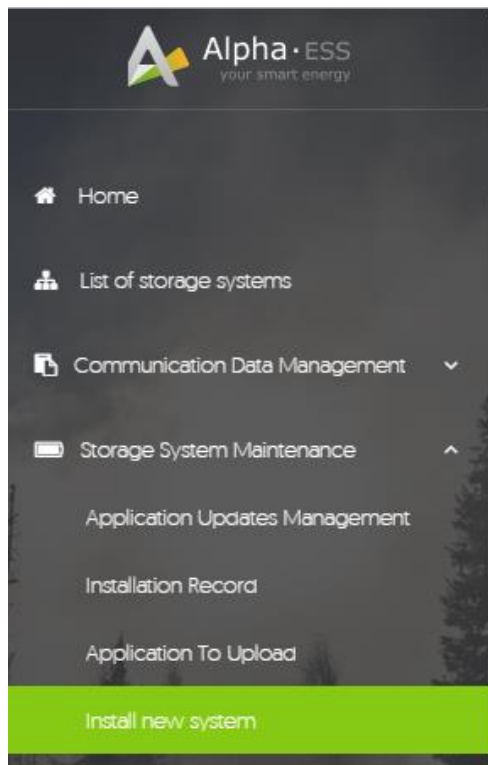 Alpha·ESS
your smart energy
Home
List of storage systems
Communication Data Management
Storage System Maintenance
Application Updates Management
Installation Record
Application To Upload
Install new system